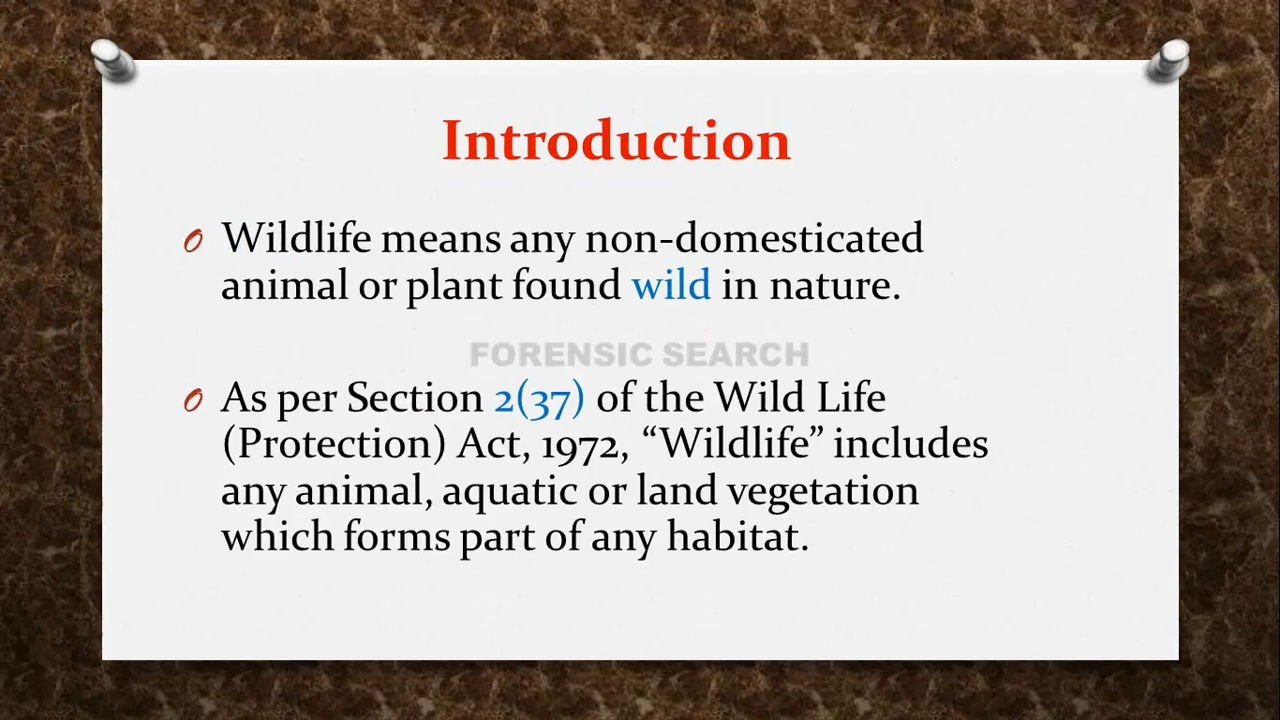 Introduction
Wildlife means any non-domesticated
animal or plant found wild in nature.
FORENSIC SEARCH
As per Section 2(37) of the Wild Life
(Protection) Act, 1972, “Wildlife” includes
any animal, aquatic or land vegetation
which forms part of any habitat.